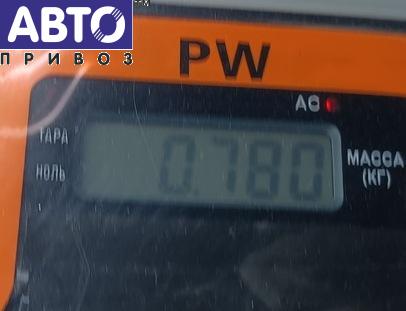 АВТО
ПРИВОЗ
PW
AC
ТАРА
НОЛЬ
0.780
МАССА
(КГ)